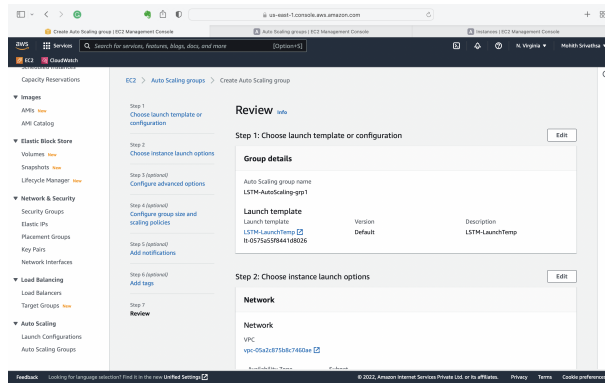 us-east-1.console.aws.amazon.com
Create Auto Scaling group | EC2 Management Console
Auto Scaling groups | EC2 Management Console
Instances | EC2 Management Console
aws
Services
Search for services, features, blogs, docs, and more
[Option+S]
N. Virginia
Mohith Srivathsa
EC2
CloudWatch
Scheduled Instances
Capacity Reservations
Images
AMIs New
AMI Catalog
Elastic Block Store
Volumes New
Snapshots New
Lifecycle Manager New
Network & Security
Security Groups
Elastic IPs
Placement Groups
Key Pairs
Network Interfaces
Load Balancing
Load Balancers
Target Groups New
Auto Scaling
Launch Configurations
Auto Scaling Groups
EC2 > Auto Scaling groups > Create Auto Scaling group
Step 1
Choose launch template or
configuration
Step 2
Choose instance launch options
Step 3 (optional)
Configure advanced options
Step 4 (optional)
Configure group size and
scaling policies
Step 5 (optional)
Add notifications
Step 6 (optional)
Add tags
Step 7
Review
Review Info
Step 1: Choose launch template or configuration
Edit
Group details
Auto Scaling group name
LSTM-AutoScaling-grp1
Launch template
Launch template
Version
Description
LSTM-LaunchTemp
Default
LSTM-LaunchTemp
lt-0575a55f8441d8026
Step 2: Choose instance launch options
Edit
Network
Network
VPC
vpc-05a2c875b8c7460ae
Availability Zone
Subnet
Feedback
Looking for language selection? Find it in the new Unified Settings
© 2022, Amazon Internet Services Private Ltd. or its affiliates.
Privacy
Terms
Cookie preferences